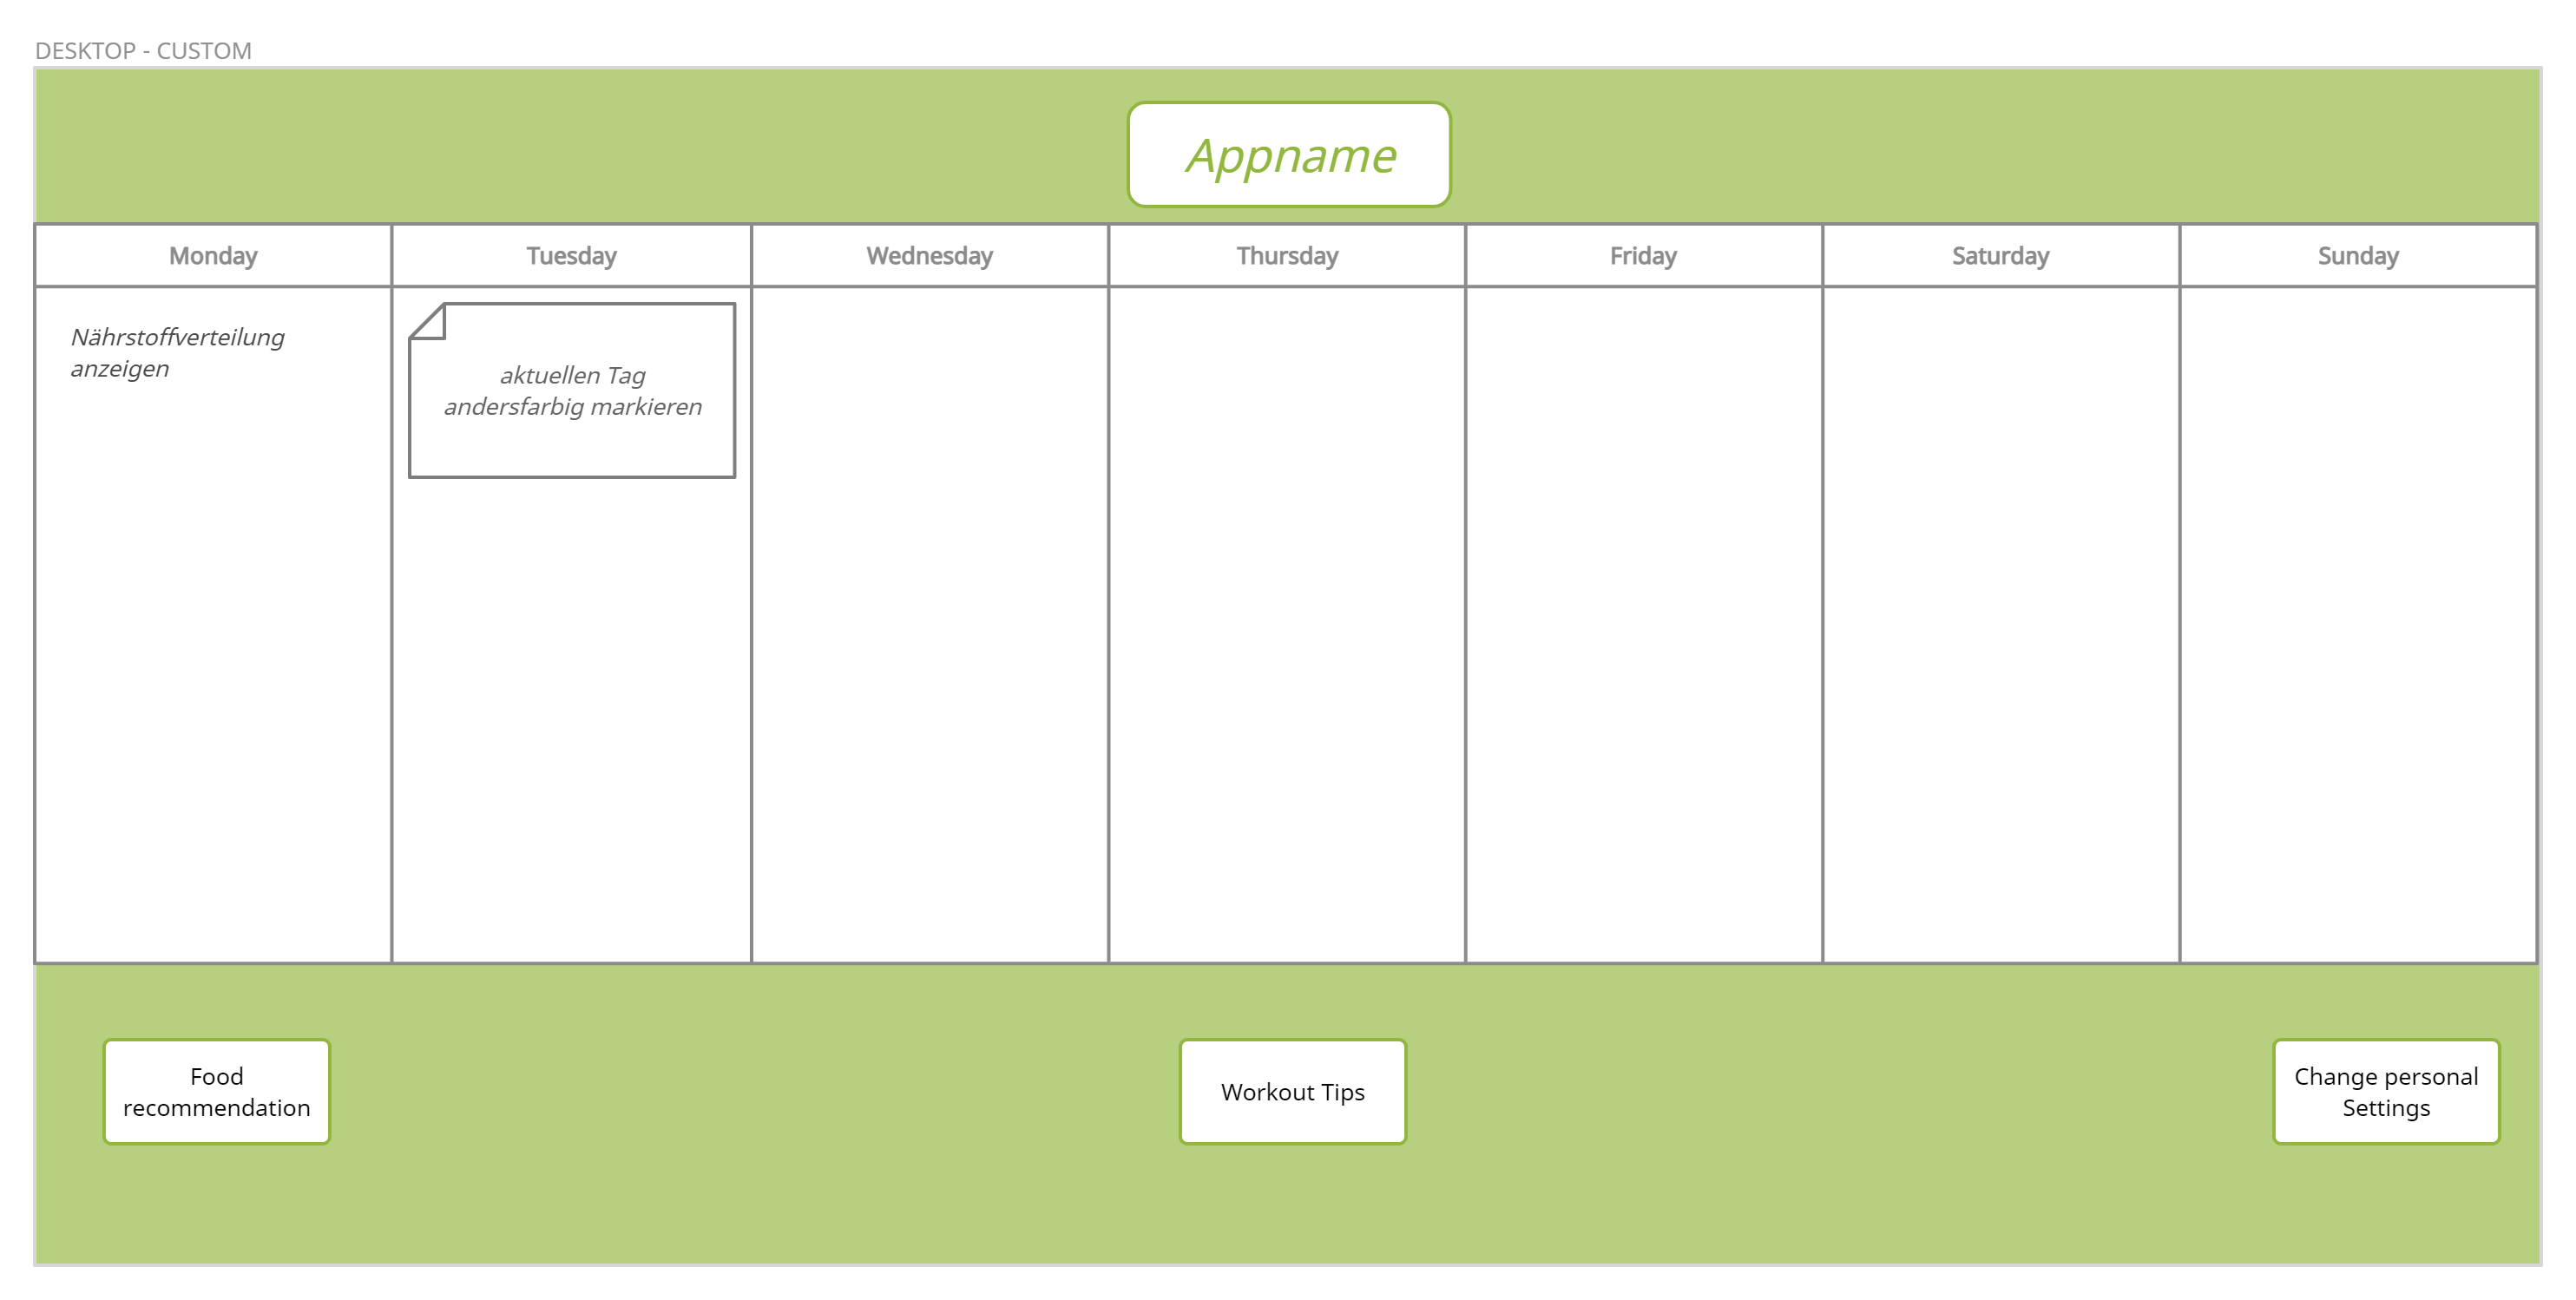 DESKTOP - CUSTOM
Appname
Monday
Tuesday
Wednesday
Thursday
Friday
Saturday
Sunday
Nährstoffverteilung
anzeigen
aktuellen Tag
andersfarbig markieren
Food
recommendation
Workout Tips
Change personal
Settings